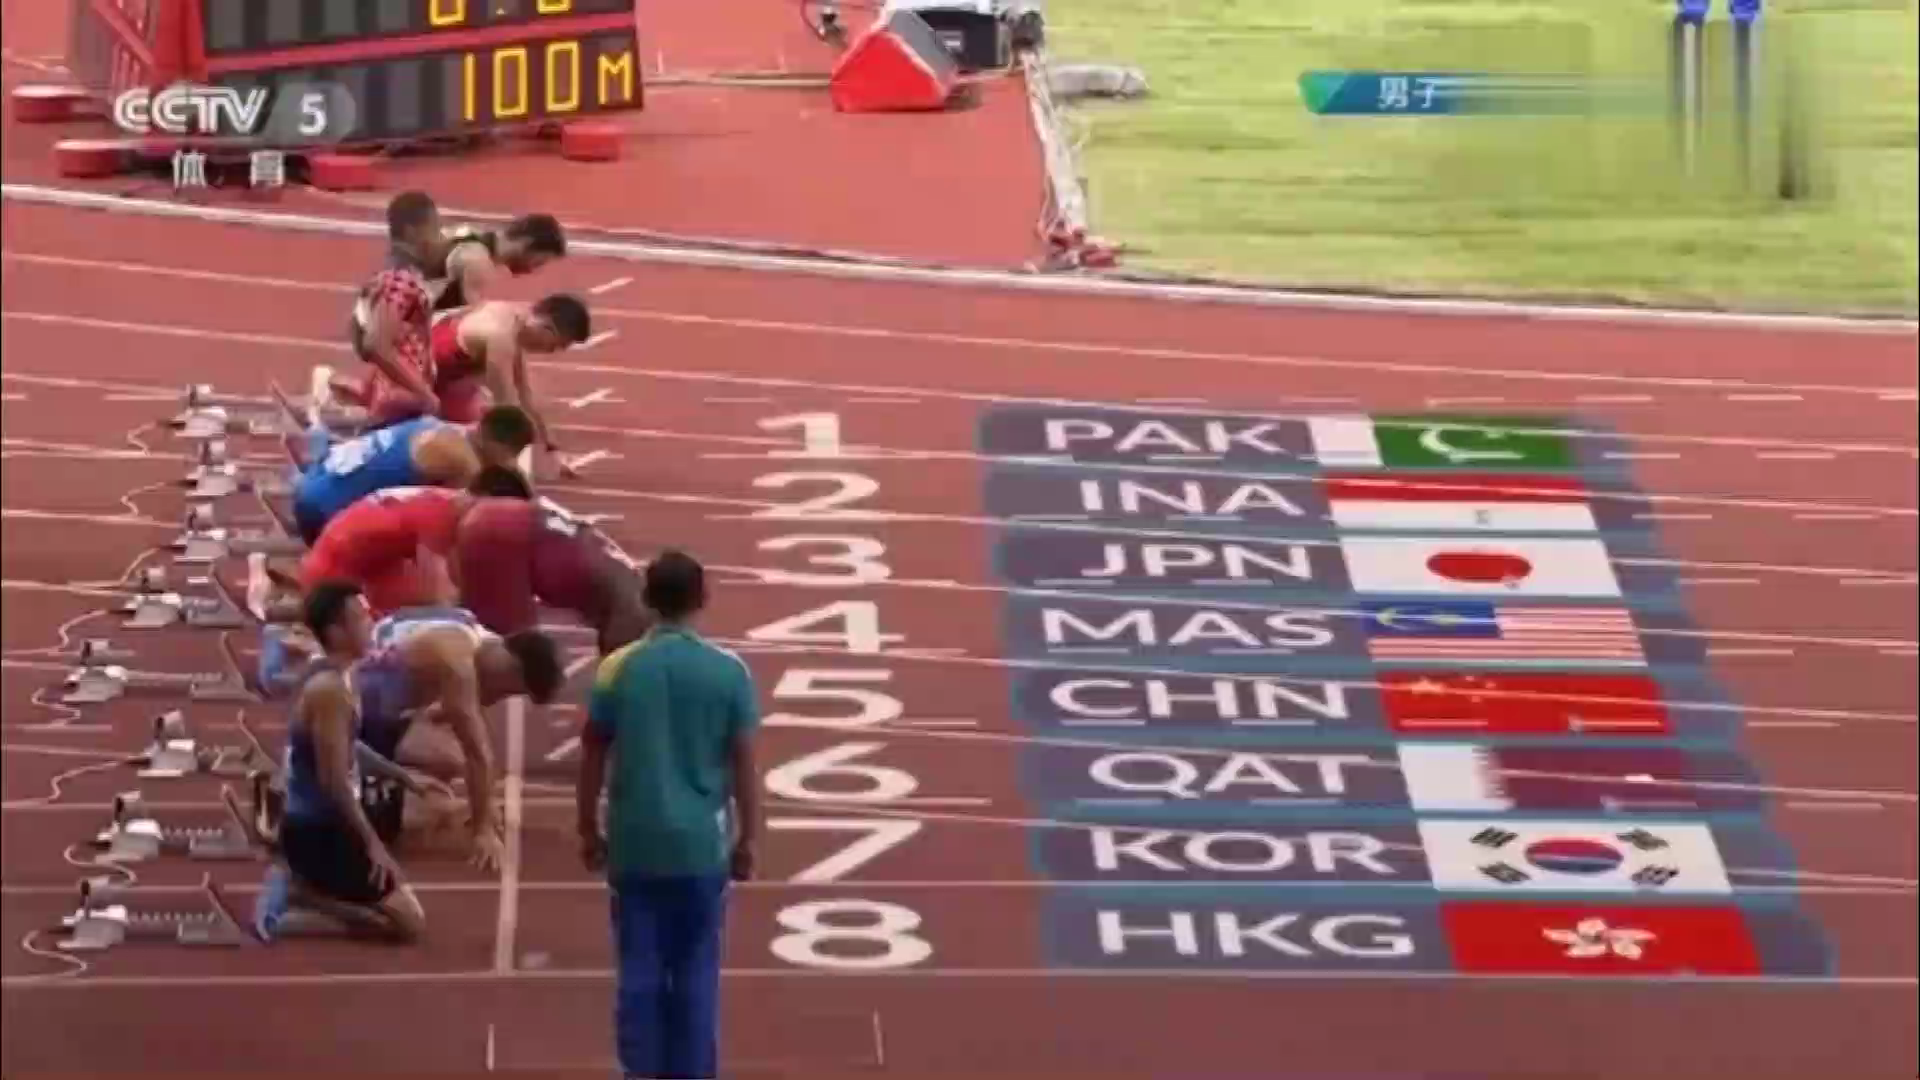 100M
CCTV 5
体育
男子
1 PAK
2 INA
3 JPN
4 MAS
5 CHN
6 QAT
7 KOR
8 HKG